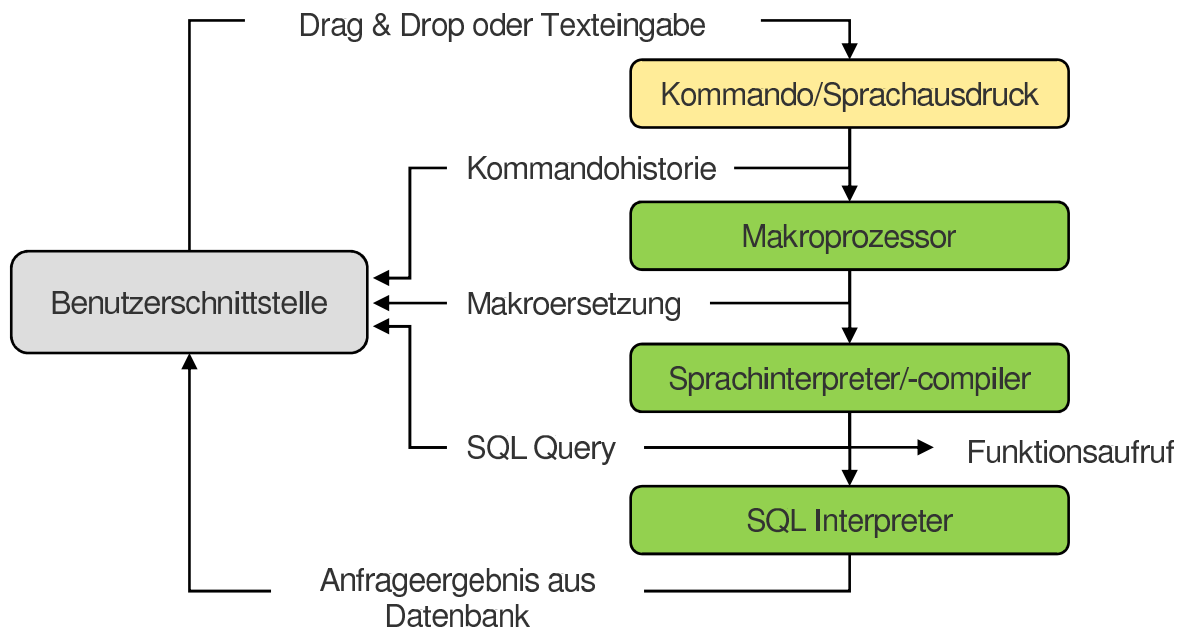 Drag & Drop oder Texteingabe
Kommando/Sprachausdruck
Kommandohistorie
Makroprozessor
Benutzerschnittstelle
Makroersetzung
Sprachinterpreter/-compiler
SQL Query
Funktionsaufruf
SQL Interpreter
Anfrageergebnis aus
Datenbank